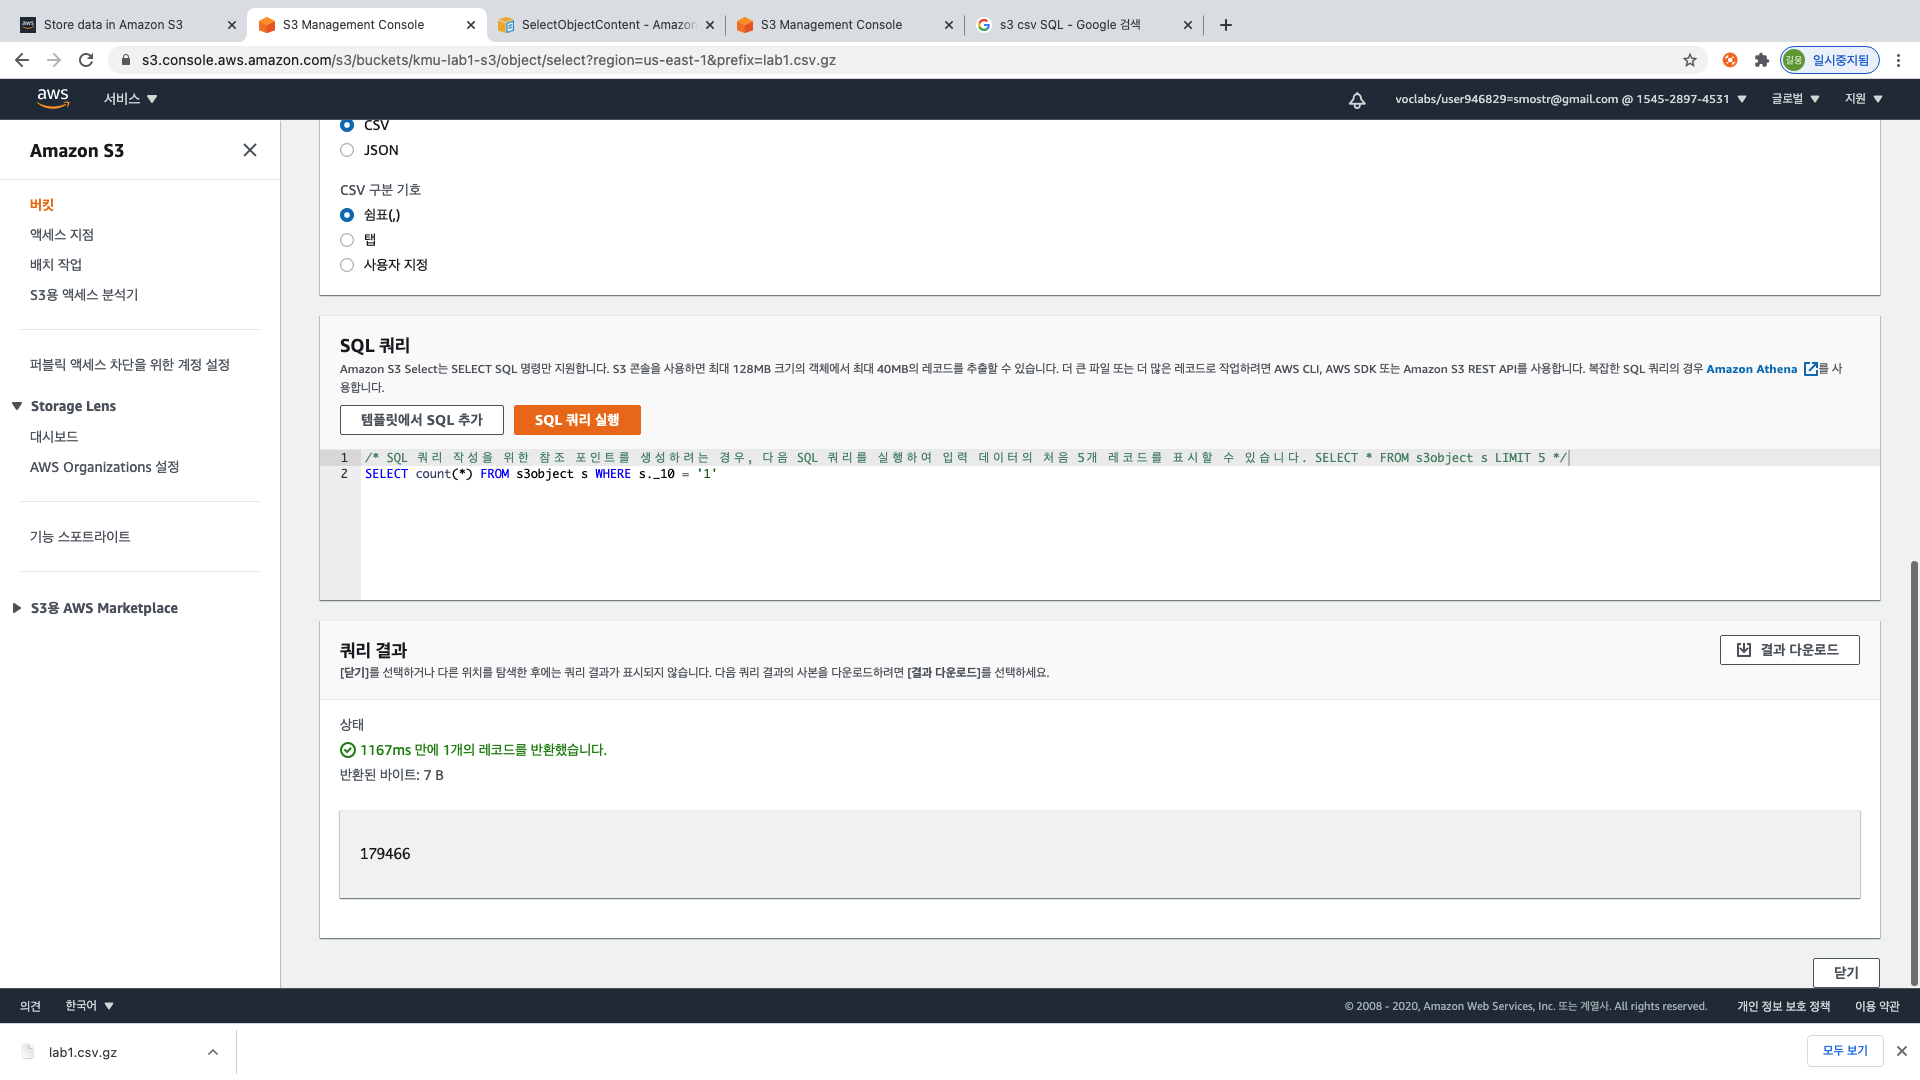 Store data in Amazon S3
S3 Management Console
SelectObjectContent - Amazon
S3 Management Console
s3 csv SQL - Google 검색
s3.console.aws.amazon.com/s3/buckets/kmu-lab1-s3/object/select?region=us-east-1&prefix=lab1.csv.gz
길웅
일시중지됨
aws
서비스
voclabs/user946829=smostr@gmail.com @ 1545-2897-4531
글로벌
지원
Amazon S3
버킷
액세스 지점
배치 작업
S3용 액세스 분석기
퍼블릭 액세스 차단을 위한 계정 설정
Storage Lens
대시보드
AWS Organizations 설정
기능 스포트라이트
S3용 AWS Marketplace
CSV
JSON
CSV 구분 기호
쉼표(,)
탭
사용자 지정
SQL 쿼리
Amazon S3 Select는 SELECT SQL 명령만 지원합니다. S3 콘솔을 사용하면 최대 128MB 크기의 객체에서 최대 40MB의 레코드를 추출할 수 있습니다. 더 큰 파일 또는 더 많은 레코드로 작업하려면 AWS CLI, AWS SDK 또는 Amazon S3 REST API를 사용합니다. 복잡한 SQL 쿼리의 경우 Amazon Athena를 사
용합니다.
템플릿에서 SQL 추가
SQL 쿼리 실행
1 /* SQL 쿼리 작성을 위한 참조 포인트를 생성하려는 경우, 다음 SQL 쿼리를 실행하여 입력 데이터의 처음 5개 레코드를 표시할 수 있습니다. SELECT * FROM s3object s LIMIT 5 */
2 SELECT count(*) FROM s3object s WHERE s._10 = '1'
쿼리 결과
[닫기]를 선택하거나 다른 위치를 탐색한 후에는 쿼리 결과가 표시되지 않습니다. 다음 쿼리 결과의 사본을 다운로드하려면 [결과 다운로드]를 선택하세요.
결과 다운로드
상태
1167ms 만에 1개의 레코드를 반환했습니다.
반환된 바이트: 7 B
179466
닫기
의견
한국어
© 2008 - 2020, Amazon Web Services, Inc. 또는 계열사. All rights reserved.
개인 정보 보호 정책
이용 약관
lab1.csv.gz
모두 보기